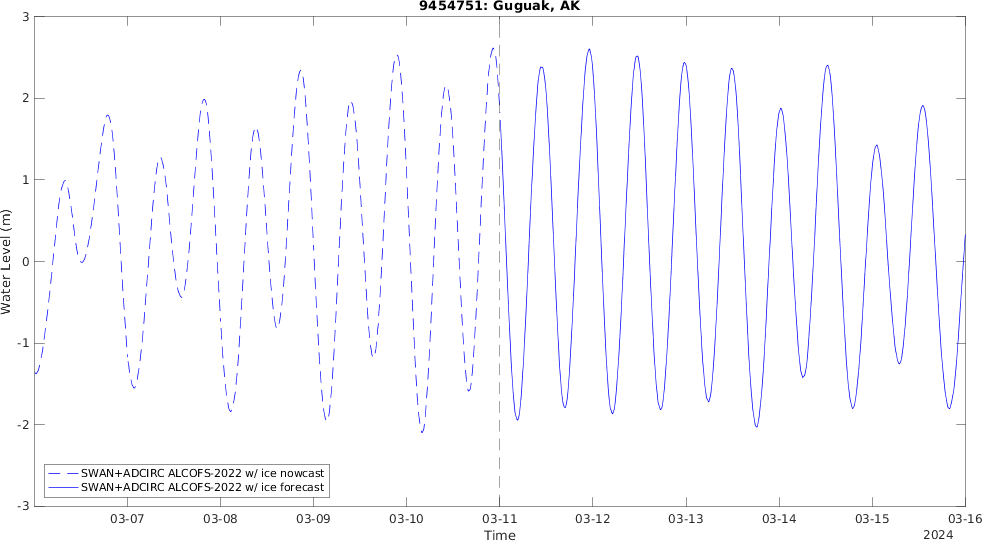 9454751: Guguak, AK
Water Level (m)
3
2
1
0
-1
-2
-3
SWAN+ADCIRC ALCOFS-2022 w/ ice nowcast
SWAN+ADCIRC ALCOFS-2022 w/ ice forecast
03-07 03-08 03-09 03-10 03-11 03-12 03-13 03-14 03-15 03-16
Time
2024